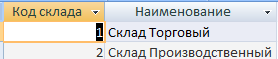 Код склада Наименование
1 Склад Торговый
2 Склад Производственный